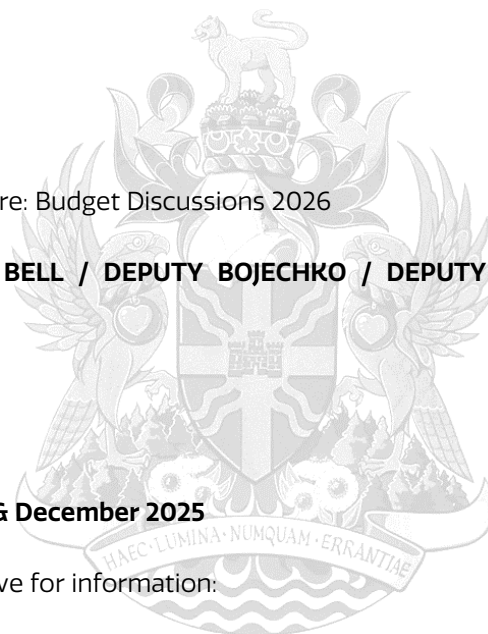 re: Budget Discussions 2026
BELL / DEPUTY BOJECHKO / DEPUTY
& December 2025
HAEC·LUMINA·NUMQUAM·ERRANTIAE
ve for information: